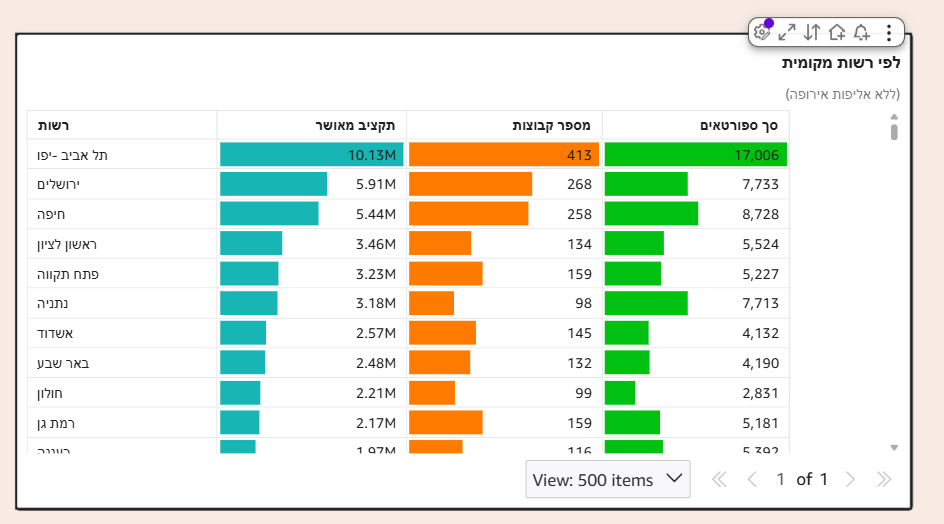 לפי רשות מקומית
(ללא אליפות אירופה)
רשות תקציב מאושר מספר קבוצות סך ספורטאים
תל אביב -יפו 10.13M 413 17,006
ירושלים 5.91M 268 7,733
חיפה 5.44M 258 8,728
ראשון לציון 3.46M 134 5,524
פתח תקווה 3.23M 159 5,227
נתניה 3.18M 98 7,713
אשדוד 2.57M 145 4,132
באר שבע 2.48M 132 4,190
חולון 2.21M 99 2,831
רמת גן 2.17M 159 5,181
רעננה 1.97M 116 5,392
View: 500 items 1 of 1